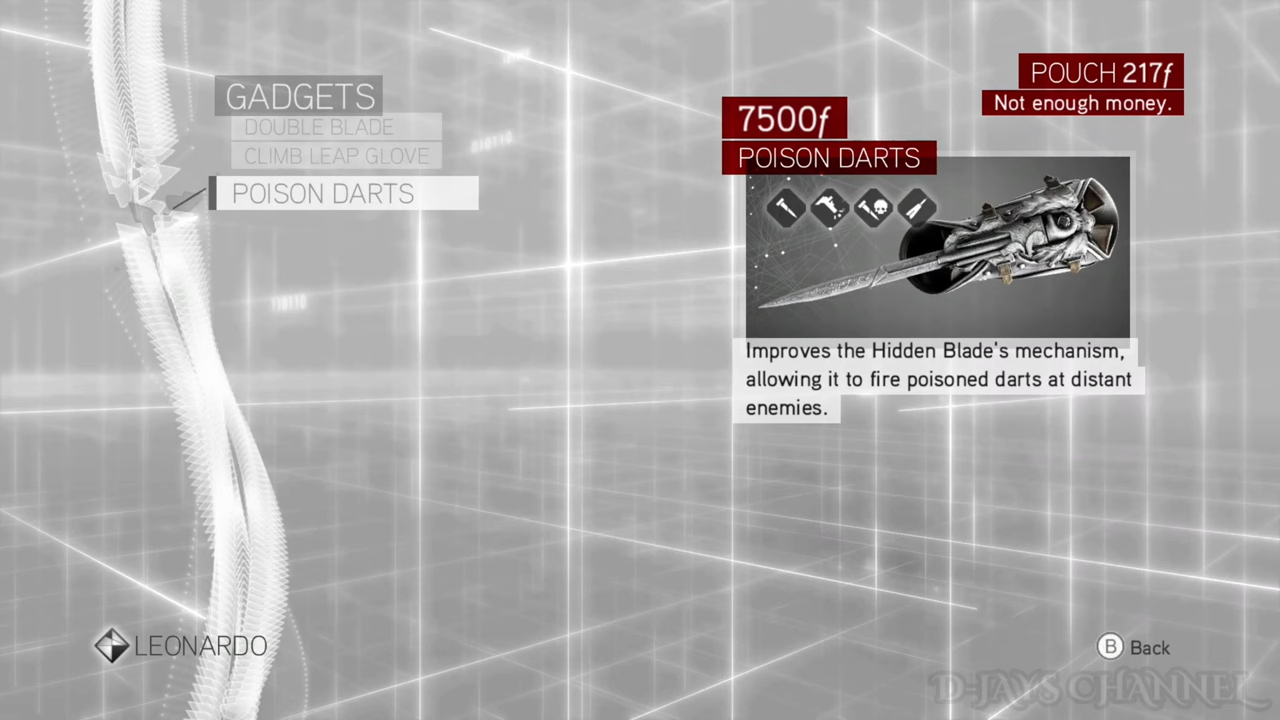 GADGETS
DOUBLE BLADE
CLIMB LEAP GLOVE
POISON DARTS
POUCH 217f
Not enough money.
7500f
POISON DARTS
Improves the Hidden Blade's mechanism,
allowing it to fire poisoned darts at distant
enemies.
LEONARDO
B Back
D-JAYS CHANNEL